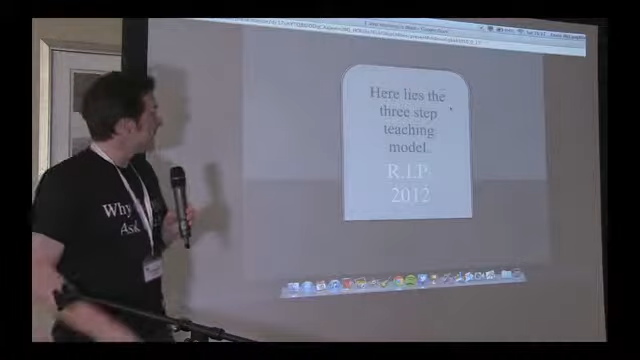 Here lies the
three step
teaching
model.
R.I.P.
2012
Why
Ask